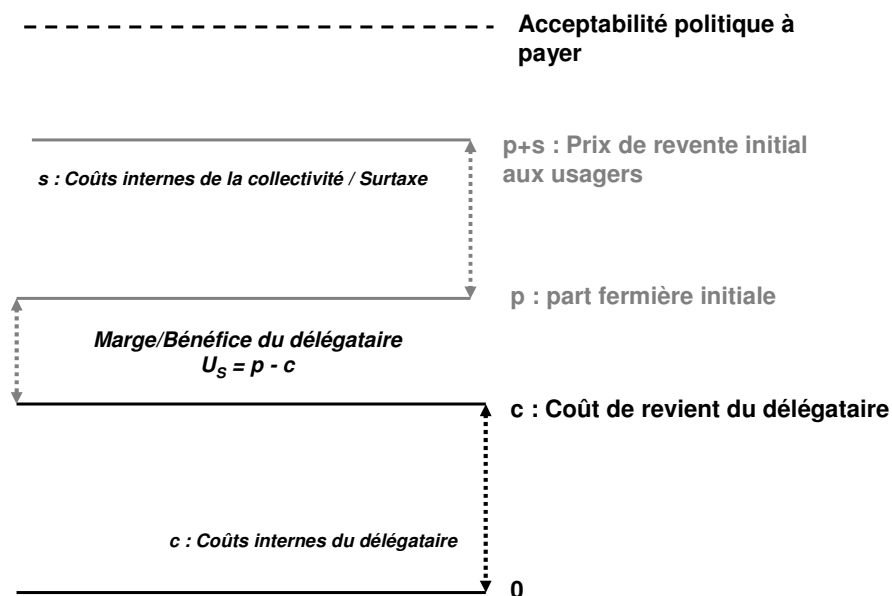 Acceptabilité politique à
payer
p+s : Prix de revente initial
aux usagers
s : Coûts internes de la collectivité / Surtaxe
p : part fermière initiale
Marge/Bénéfice du délégataire
US = p - c
c : Coût de revient du délégataire
c : Coûts internes du délégataire
0